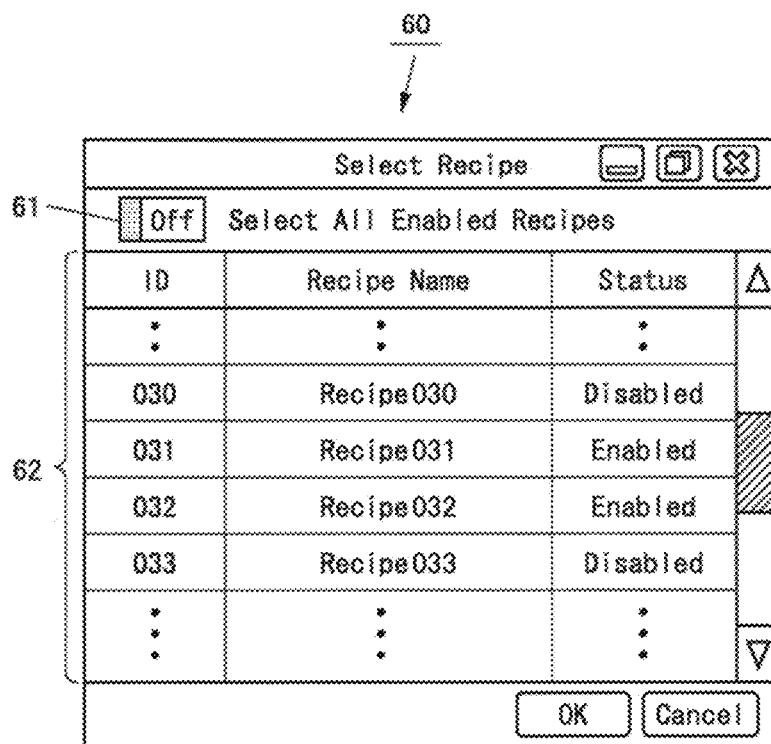 60
Select Recipe
61
Off Select All Enabled Recipes
ID Recipe Name Status
030 Recipe030 Disabled
031 Recipe031 Enabled
62
032 Recipe032 Enabled
033 Recipe033 Disabled
OK Cancel